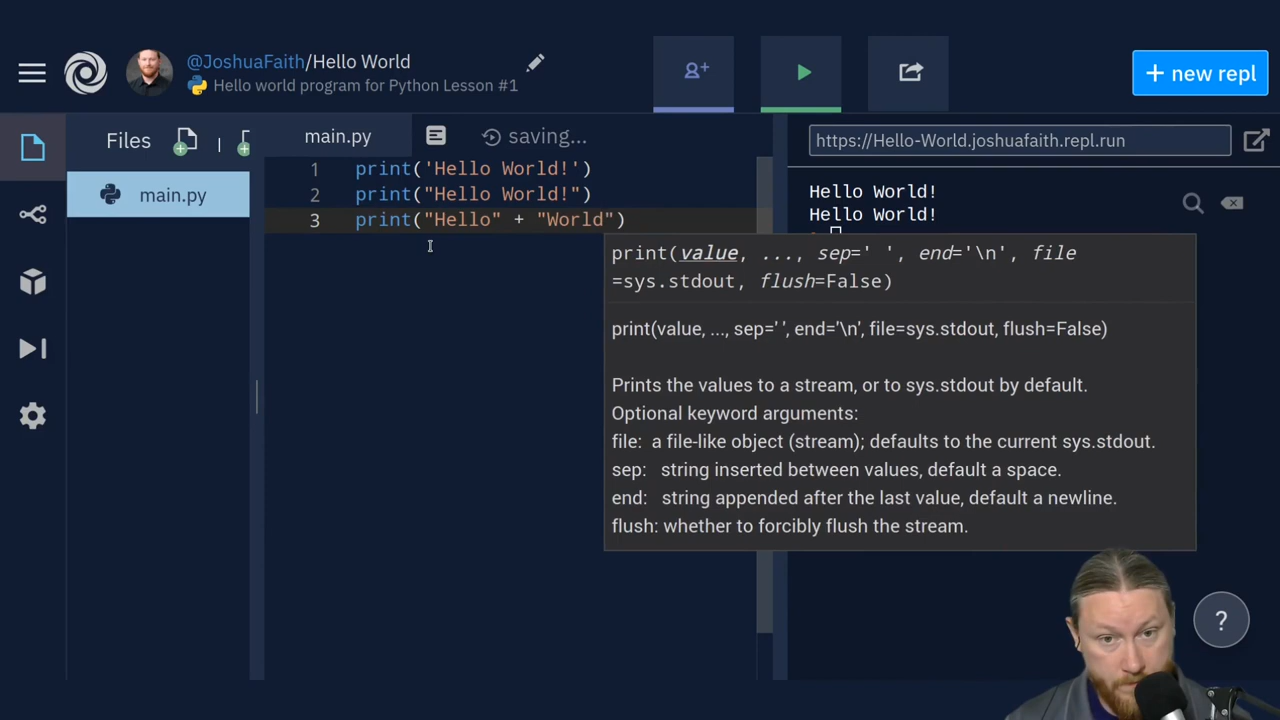 @JoshuaFaith/Hello World
Hello world program for Python Lesson #1
+ new repl
Files
main.py
saving...
https://Hello-World.joshuafaith.repl.run
main.py
1 print('Hello World!')
2 print("Hello World!")
3 print("Hello" + "World")
Hello World!
Hello World!
print(value, ..., sep=' ', end='\n', file
=sys.stdout, flush=False)
print(value, ..., sep=' ', end='\n', file=sys.stdout, flush=False)
Prints the values to a stream, or to sys.stdout by default.
Optional keyword arguments:
file: a file-like object (stream); defaults to the current sys.stdout.
sep: string inserted between values, default a space.
end: string appended after the last value, default a newline.
flush: whether to forcibly flush the stream.
?